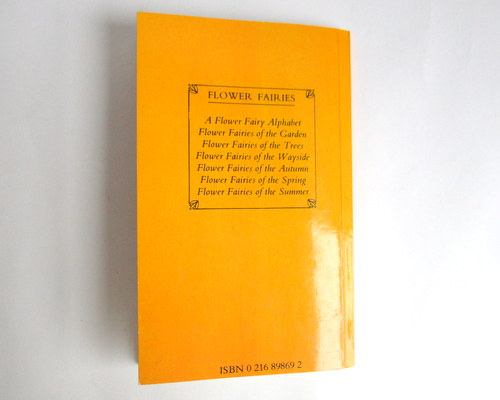 FLOWER FAIRIES
A Flower Fairy Alphabet
Flower Fairies of the Garden
Flower Fairies of the Trees
Flower Fairies of the Wayside
Flower Fairies of the Autumn
Flower Fairies of the Spring
Flower Fairies of the Summer
ISBN 0 216 89869 2